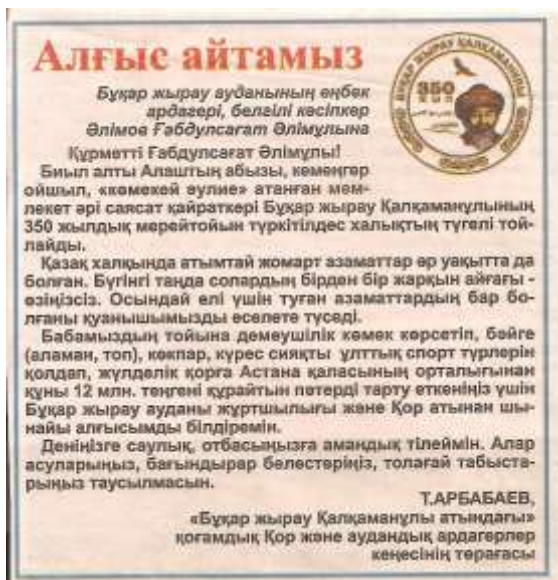 Алғыс айтамыз
БҰҚАР ЖЫРАУ ҚАЛҚАМАНҰЛЫ
350
Бұқар жырау ауданының еңбек
ардагері, белгілі кәсіпкер
Әлімов Ғабдулсағат Әлімұлына
Құрметті Ғабдулсағат Әлімұлы!
Биыл алты Алаштың абызы, көмеңгер
ойшыл, «көмекей әулие» атанған мем-
лекет әрі саясат қайраткері Бұқар жырау Қалқаманұлының
350 жылдық мерейтойын түркітілдес халықтың түгелі той-
лайды.
Қазақ халқында атымтай жомарт азаматтар әр уақытта да
болған. Бүгінгі таңда солардың бірден бір жарқын айғағы -
өзіңізсіз. Осындай елі үшін туған азаматтардың бар бо-
лғаны қуанышымызды еселете түседі.
Бабамыздың тойына демеушілік көмек көрсетіп, бәйге
(аламан, топ), көкпар, күрес сияқты ұлттық спорт түрлерін
қолдап, жүлделік қорға Астана қаласының орталығынан
құны 12 млн. теңгені құрайтын пәтерді тарту еткеніңіз үшін
Бұқар жырау ауданы жұртшылығы және Қор атынан шы-
найы алғысымды білдіремін.
Деніңізге саулық, отбасыңызға амандық тілеймін. Алар
асуларыңыз, бағындырар белестеріңіз, толағай табыста-
рыңыз таусылмасын.
Т.АРБАБАЕВ,
«Бұқар жырау Қалқаманұлы атындағы»
қоғамдық Қор және аудандық ардагерлер
кеңесінің төрағасы